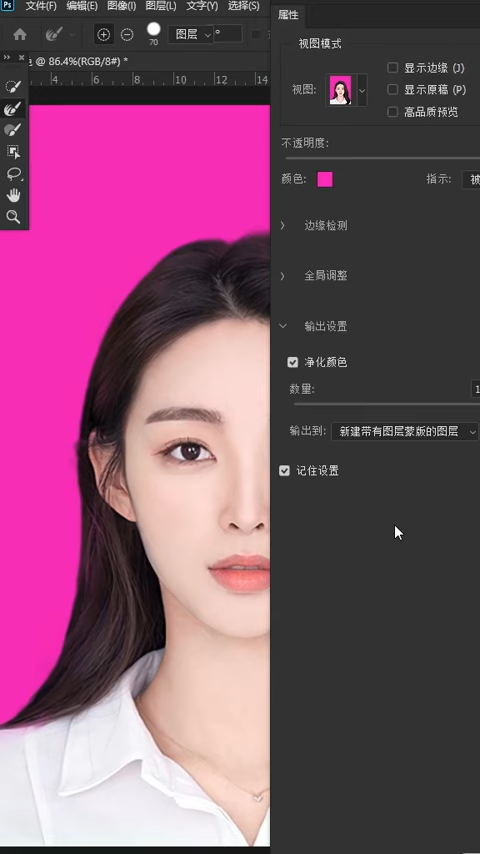 Ps 文件(F) 编辑(E) 图像(I) 图层(L) 文字(Y) 选择(S)
70 图层 °
@ 86.4%(RGB/8#) *
4 6 8 10 12 14
属性
视图模式
视图:
显示边缘 (J)
显示原稿 (P)
高品质预览
不透明度:
颜色: 指示: 被
边缘检测
全局调整
输出设置
净化颜色
数量: 1
输出到: 新建带有图层蒙版的图层
记住设置